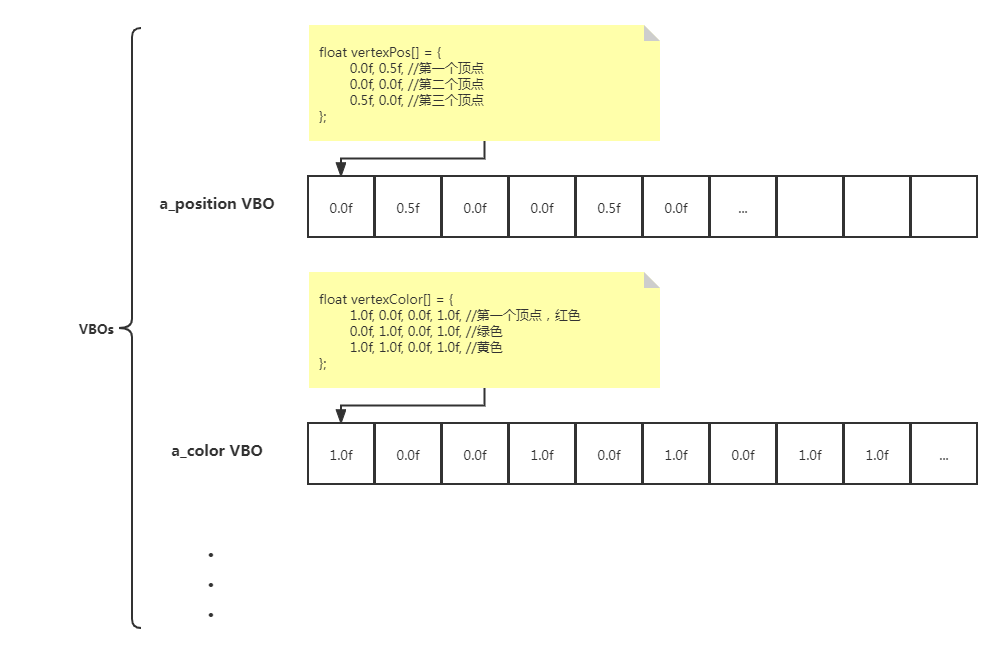 float vertexPos[] = {
0.0f, 0.5f, //第一个顶点
0.0f, 0.0f, //第二个顶点
0.5f, 0.0f, //第三个顶点
};
a_position VBO
0.0f 0.5f 0.0f 0.0f 0.5f 0.0f ...
float vertexColor[] = {
1.0f, 0.0f, 0.0f, 1.0f, //第一个顶点，红色
0.0f, 1.0f, 0.0f, 1.0f, //绿色
1.0f, 1.0f, 0.0f, 1.0f, //黄色
};
VBOs
a_color VBO
1.0f 0.0f 0.0f 1.0f 0.0f 1.0f 0.0f 1.0f 1.0f ...